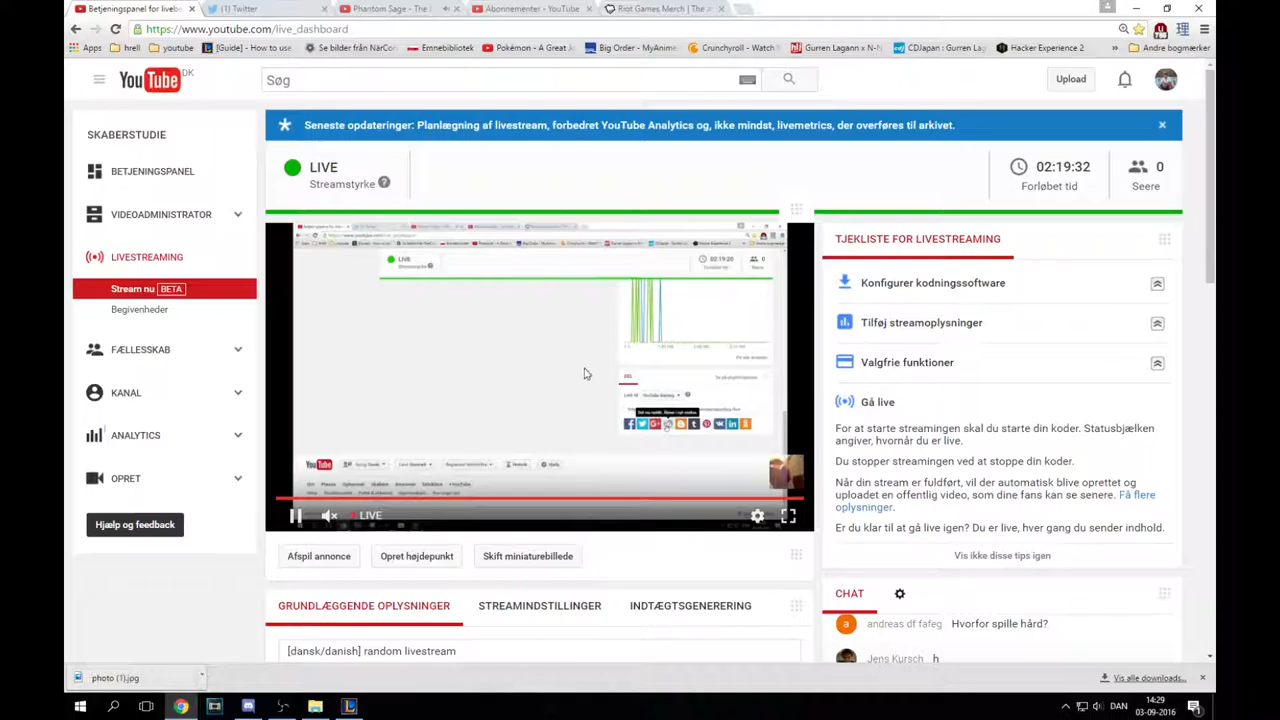 Betjeningspanel for livebe
(1) Twitter
Phantom Sage - The
Abonnementer - YouTube
Riot Games Merch | The
https://www.youtube.com/live_dashboard
Apps
hrell
youtube
[Guide] - How to use
Se bilder från NärCon
Emnebibliotek
Pokémon - A Great Jo
Big Order - MyAnime
Crunchyroll - Watch
Gurren Lagann x N-
CDJapan : Gurren Lag
Hacker Experience 2
»
Andre bogmærker
YouTube DK
Søg
Upload
SKABERSTUDIE
Seneste opdateringer: Planlægning af livestream, forbedret YouTube Analytics og, ikke mindst, livemetrics, der overføres til arkivet.
BETJENINGSPANEL
VIDEOADMINISTRATOR
LIVESTREAMING
Stream nu BETA
Begivenheder
FÆLLESSKAB
KANAL
ANALYTICS
OPRET
Hjælp og feedback
LIVE
Streamstyrke
02:19:32
Forløbet tid
0
Seere
LIVE
Streamstyrke
02:19:20
0
YouTube
LIVE
Afspil annonce
Opret højdepunkt
Skift miniaturebillede
GRUNDLÆGGENDE OPLYSNINGER
STREAMINDSTILLINGER
INDTÆGTSGENERERING
[dansk/danish] random livestream
TJEKLISTE FOR LIVESTREAMING
Konfigurer kodningssoftware
Tilføj streamoplysninger
Valgfrie funktioner
Gå live
For at starte streamingen skal du starte din koder. Statusbjælken
angiver, hvornår du er live.
Du stopper streamingen ved at stoppe din koder.
Når din stream er fuldført, vil der automatisk blive oprettet og
uploadet en offentlig video, som dine fans kan se senere. Få flere
oplysninger.
Er du klar til at gå live igen? Du er live, hver gang du sender indhold.
Vis ikke disse tips igen
CHAT
a
andreas df fafeg Hvorfor spille hård?
Jens Kursch h
photo (1).jpg
Vis alle downloads...
DAN
14:29
03-09-2016